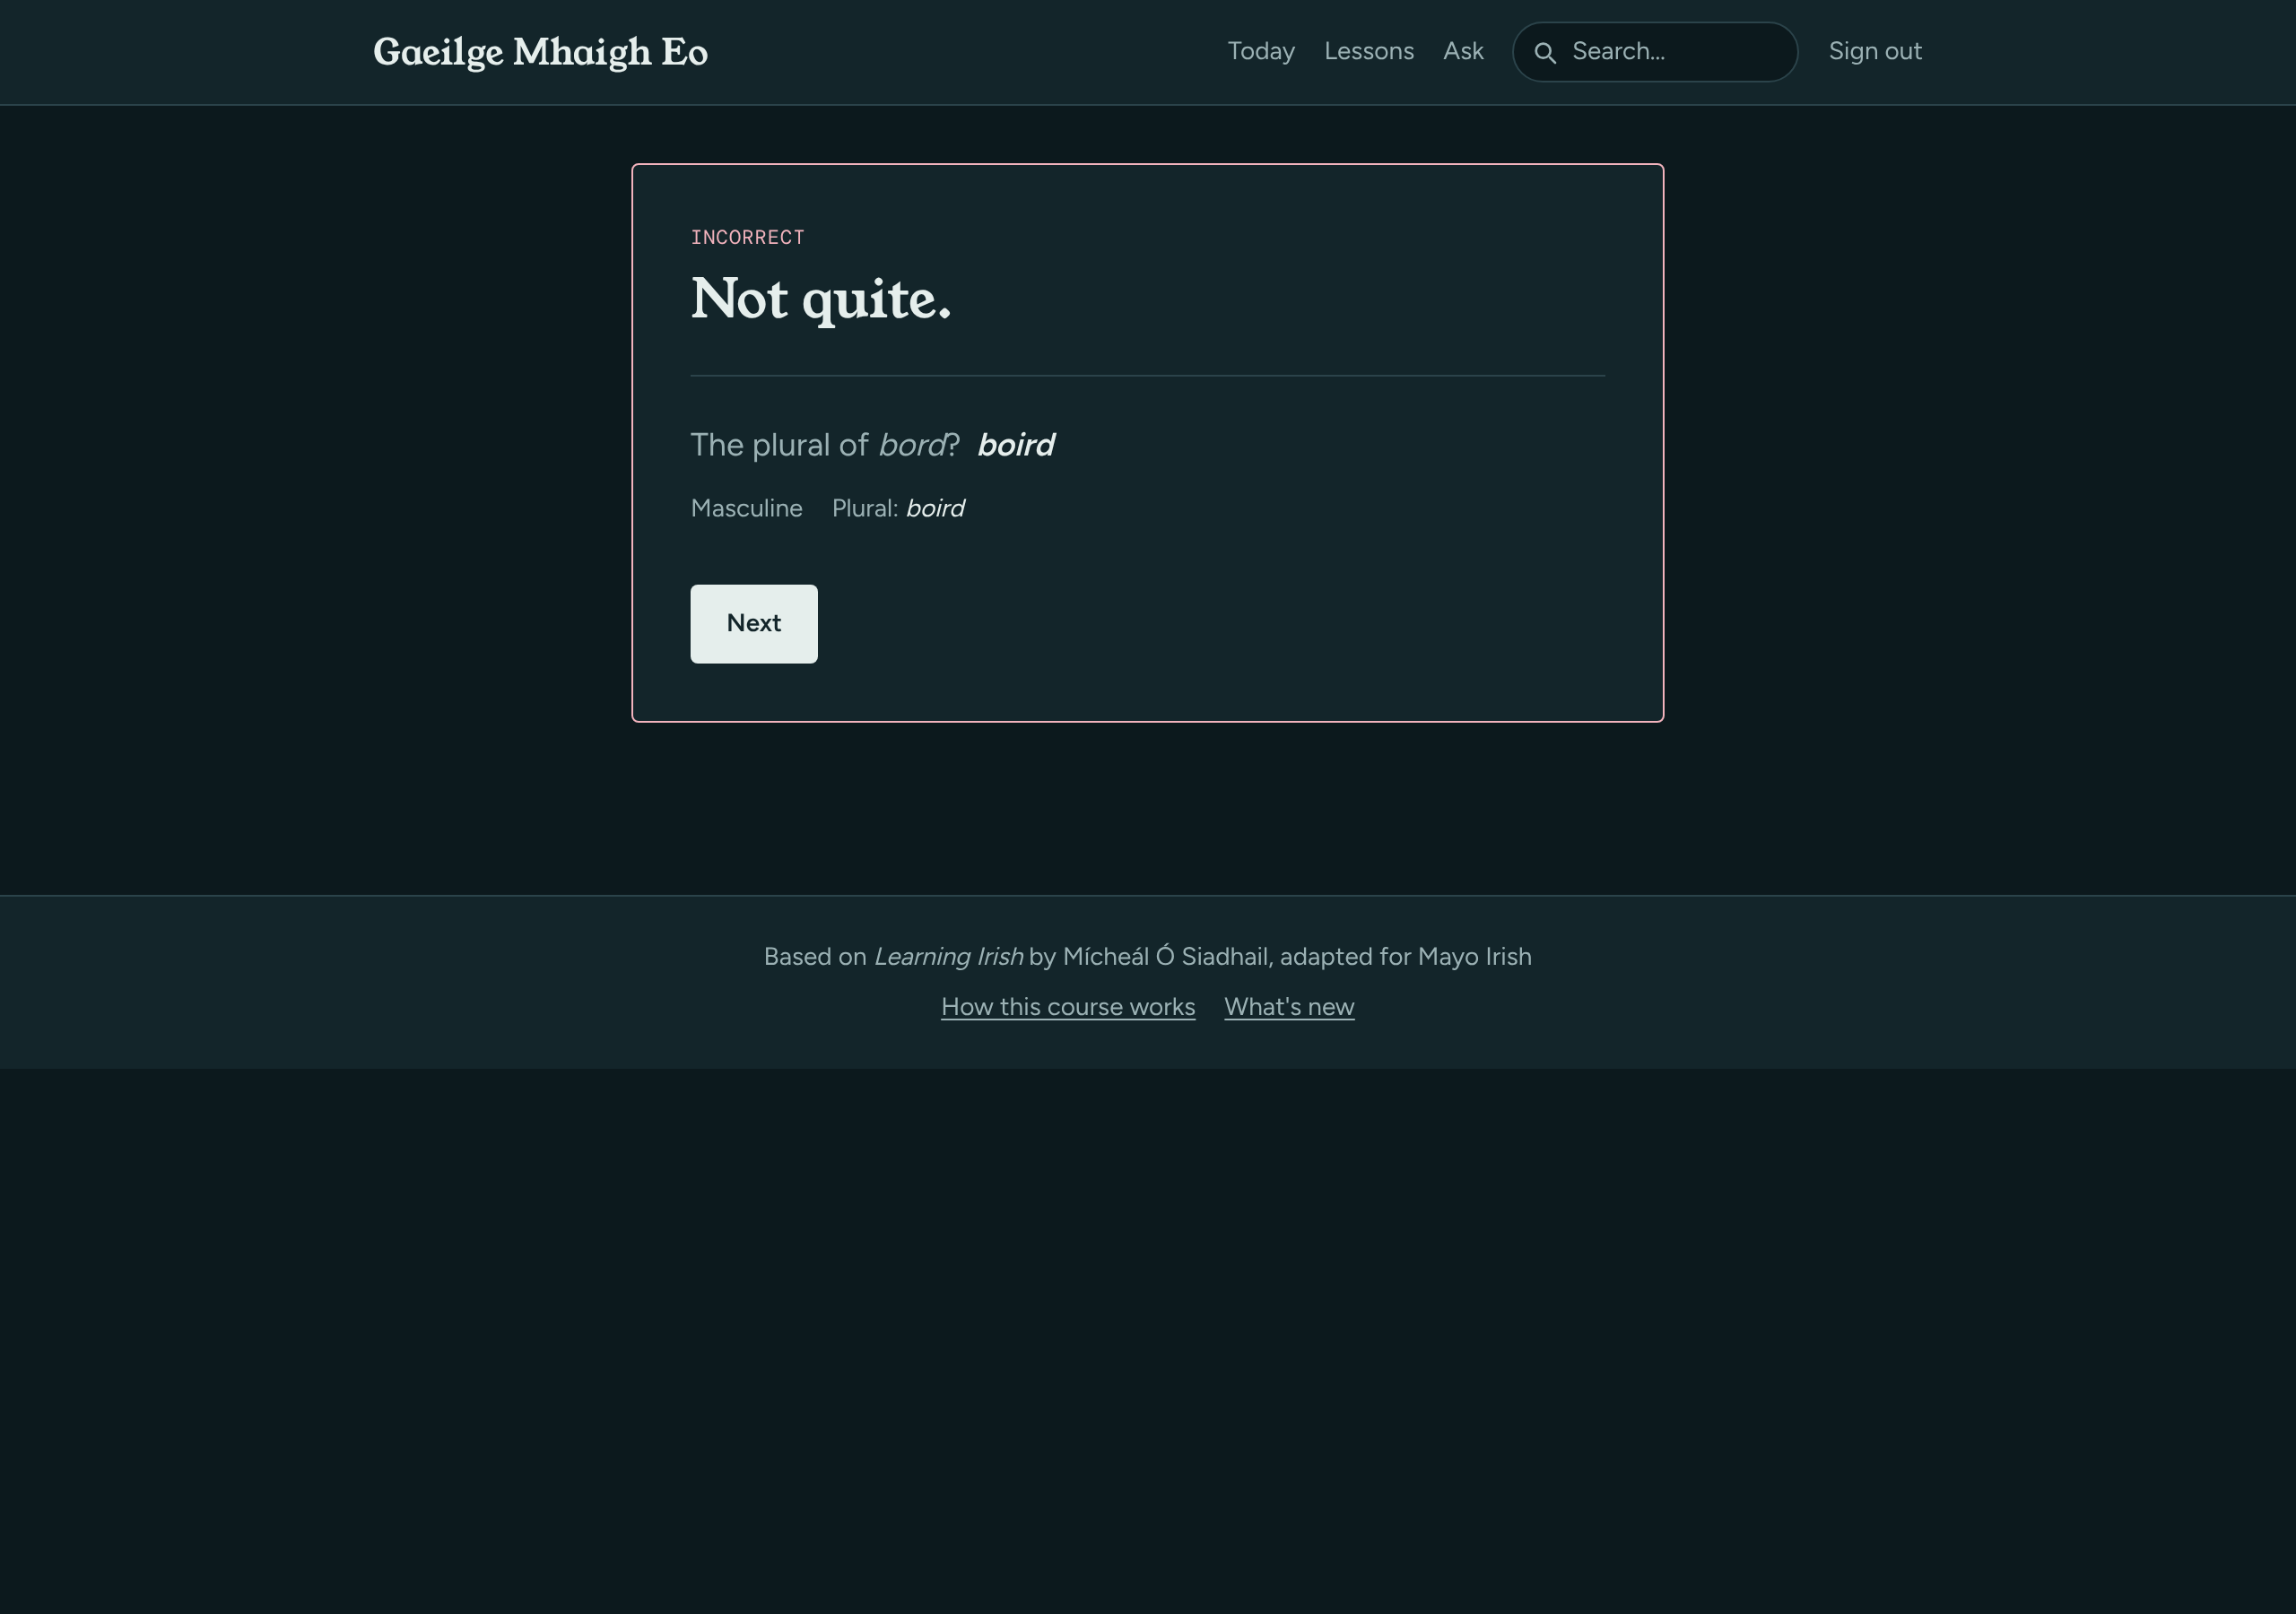 Gaeilge Mhaigh Eo
Today Lessons Ask Search... Sign out
INCORRECT
Not quite.
The plural of bord? boird
Masculine Plural: boird
Next
Based on Learning Irish by Mícheál Ó Siadhail, adapted for Mayo Irish
How this course works What's new